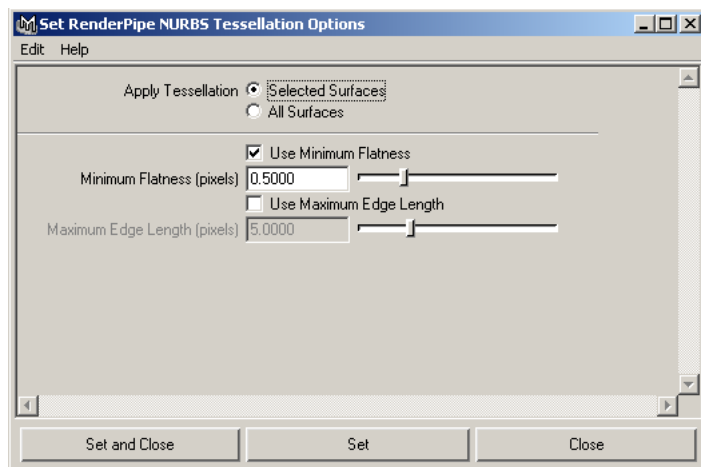 Set RenderPipe NURBS Tessellation Options
Edit Help
Apply Tessellation Selected Surfaces
All Surfaces
Use Minimum Flatness
Minimum Flatness (pixels) 0.5000
Use Maximum Edge Length
Maximum Edge Length (pixels) 5.0000
Set and Close Set Close